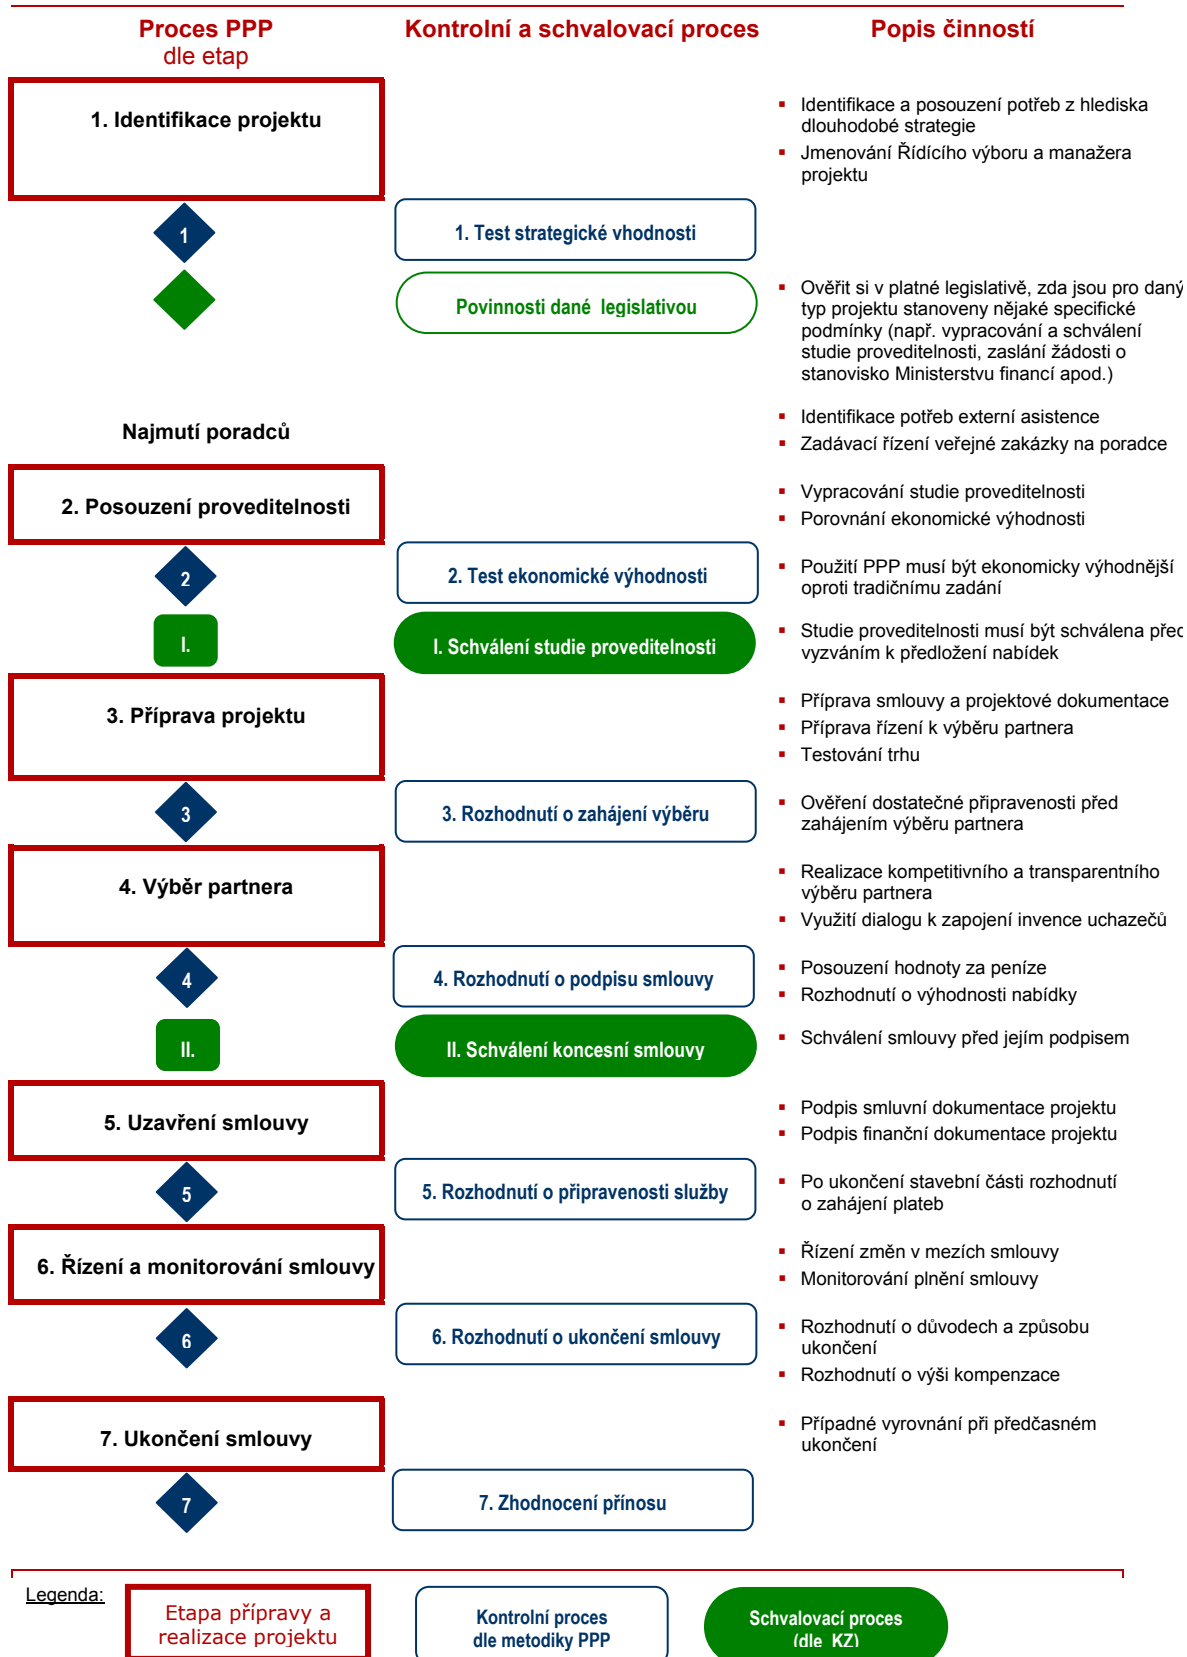 Proces PPP
dle etap
Kontrolní a schvalovací proces
Popis činností
1. Identifikace projektu
▪ Identifikace a posouzení potřeb z hlediska
dlouhodobé strategie
▪ Jmenování Řídícího výboru a manažera
projektu
1
1. Test strategické vhodnosti
Povinnosti dané legislativou
▪ Ověřit si v platné legislativě, zda jsou pro daný
typ projektu stanoveny nějaké specifické
podmínky (např. vypracování a schválení
studie proveditelnosti, zaslání žádosti o
stanovisko Ministerstvu financí apod.)
Najmutí poradců
▪ Identifikace potřeb externí asistence
▪ Zadávací řízení veřejné zakázky na poradce
2. Posouzení proveditelnosti
▪ Vypracování studie proveditelnosti
▪ Porovnání ekonomické výhodnosti
2
2. Test ekonomické výhodnosti
▪ Použití PPP musí být ekonomicky výhodnější
oproti tradičnímu zadání
I.
I. Schválení studie proveditelnosti
▪ Studie proveditelnosti musí být schválena před
vyzváním k předložení nabídek
3. Příprava projektu
▪ Příprava smlouvy a projektové dokumentace
▪ Příprava řízení k výběru partnera
▪ Testování trhu
3
3. Rozhodnutí o zahájení výběru
▪ Ověření dostatečné připravenosti před
zahájením výběru partnera
4. Výběr partnera
▪ Realizace kompetitivního a transparentního
výběru partnera
▪ Využití dialogu k zapojení invence uchazečů
4
4. Rozhodnutí o podpisu smlouvy
▪ Posouzení hodnoty za peníze
▪ Rozhodnutí o výhodnosti nabídky
II.
II. Schválení koncesní smlouvy
▪ Schválení smlouvy před jejím podpisem
5. Uzavření smlouvy
▪ Podpis smluvní dokumentace projektu
▪ Podpis finanční dokumentace projektu
5
5. Rozhodnutí o připravenosti služby
▪ Po ukončení stavební části rozhodnutí
o zahájení plateb
6. Řízení a monitorování smlouvy
▪ Řízení změn v mezích smlouvy
▪ Monitorování plnění smlouvy
6
6. Rozhodnutí o ukončení smlouvy
▪ Rozhodnutí o důvodech a způsobu
ukončení
▪ Rozhodnutí o výši kompenzace
7. Ukončení smlouvy
▪ Případné vyrovnání při předčasném
ukončení
7
7. Zhodnocení přínosu
Legenda:
Etapa přípravy a
realizace projektu
Kontrolní proces
dle metodiky PPP
Schvalovací proces
(dle KZ)